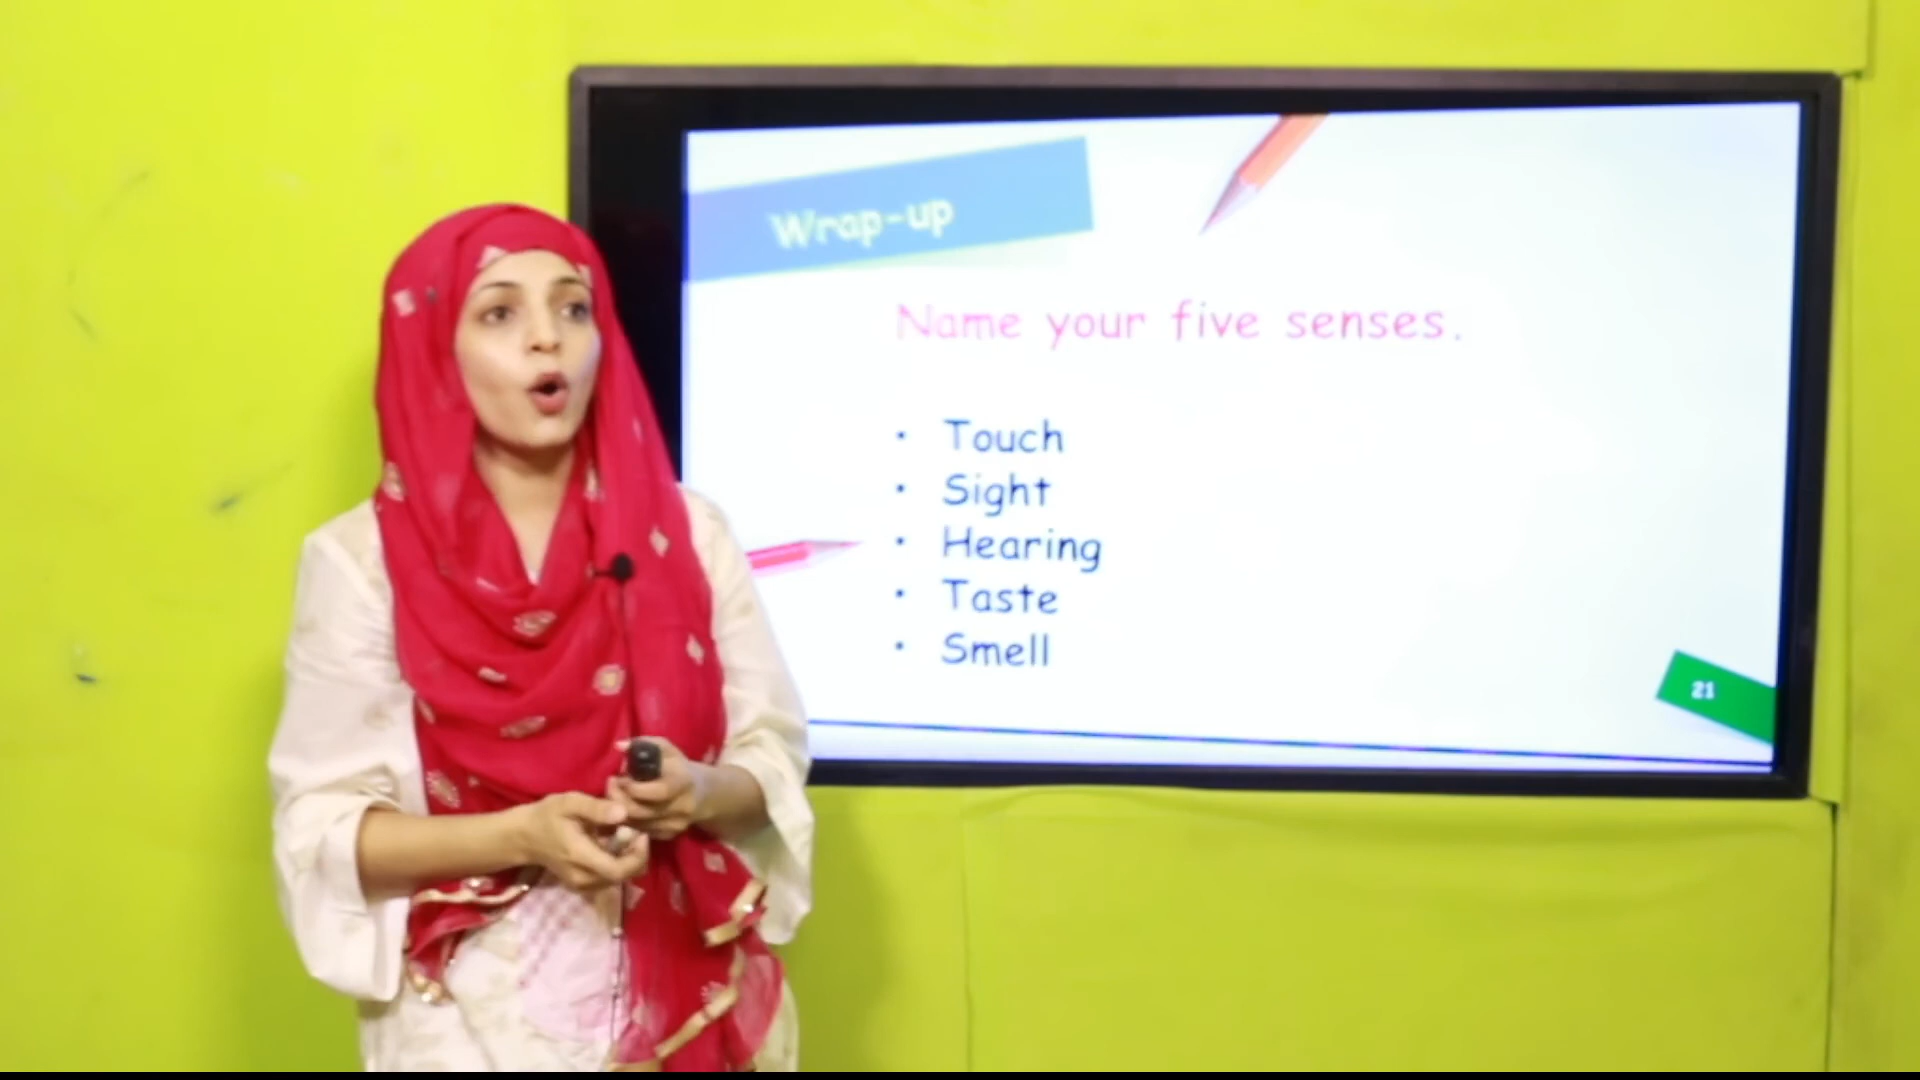 Wrap-up
Name your five senses.
• Touch
• Sight
• Hearing
• Taste
• Smell
21